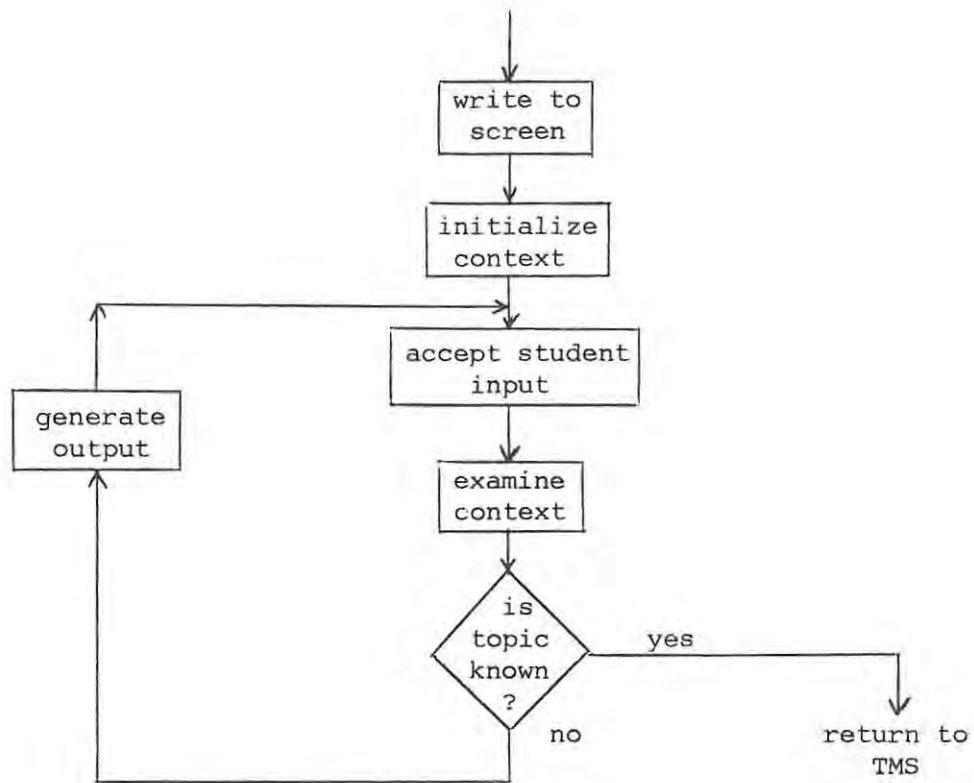 write to
screen
initialize
context
accept student
input
generate
output
examine
context
is
topic
known
?
yes
no
return to
TMS